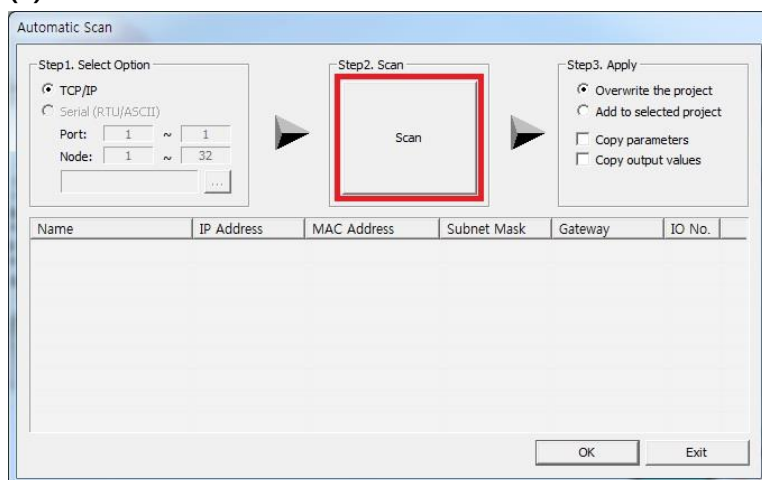 Automatic Scan
Step1. Select Option
TCP/IP
Serial (RTU/ASCII)
Port: 1 ~ 1
Node: 1 ~ 32
...
Step2. Scan
Scan
Step3. Apply
Overwrite the project
Add to selected project
Copy parameters
Copy output values
Name IP Address MAC Address Subnet Mask Gateway IO No.
OK Exit